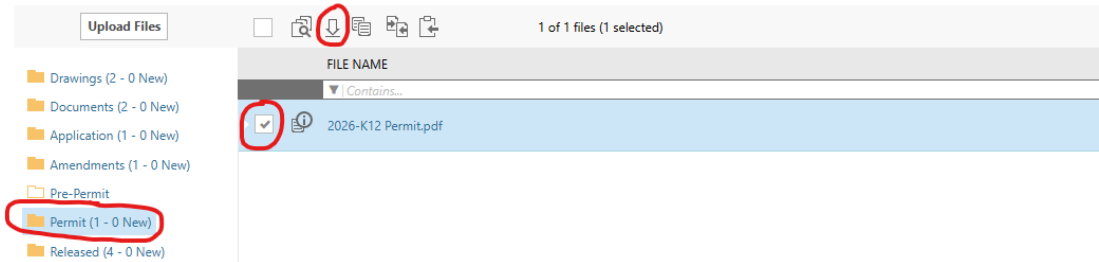 Upload Files
1 of 1 files (1 selected)
Drawings (2 - 0 New)
Documents (2 - 0 New)
Application (1 - 0 New)
Amendments (1 - 0 New)
Pre-Permit
Permit (1 - 0 New)
Released (4 - 0 New)
FILE NAME
Contains...
2026-K12 Permit.pdf